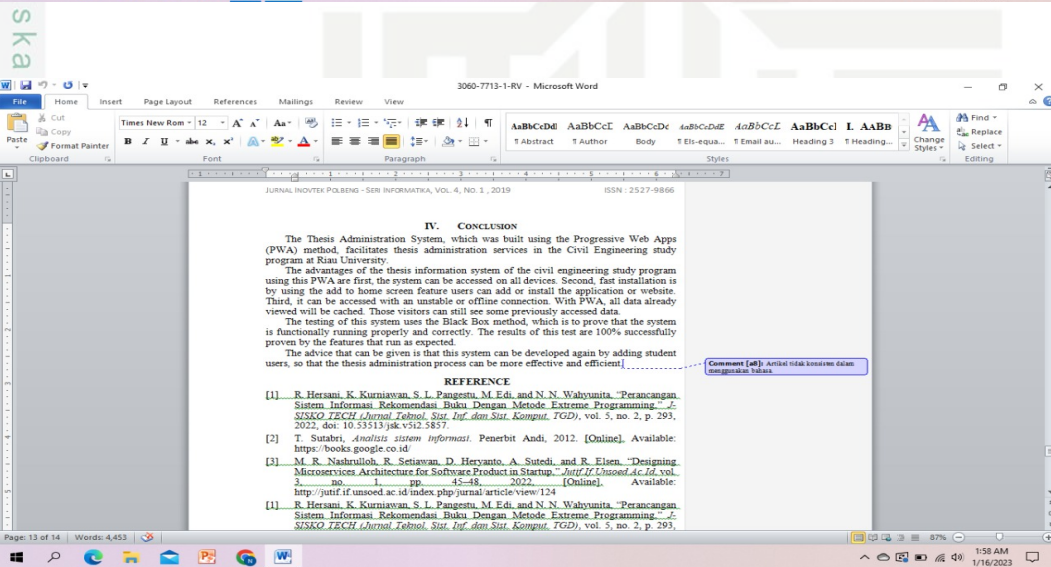 ska
3060-7713-1-RV - Microsoft Word
File Home Insert Page Layout References Mailings Review View
Cut
Copy
Format Painter
Paste
Clipboard
Times New Rom 12
Font
Paragraph
AaBbCcDdI AaBbCcD AaBbCcDc AaBbCcDdE AaBbCcL AaBbCcl I. AABB
¶ Abstract ¶ Author Body ¶ Els-equa... ¶ Email au... Heading 3 ¶ Heading...
Styles
Change Styles
Find
Replace
Select
Editing
JURNAL INOVTEK POLBENG - SERI INFORMATIKA, VOL. 4, NO. 1 , 2019 ISSN : 2527-9866
IV. CONCLUSION
The Thesis Administration System, which was built using the Progressive Web Apps
(PWA) method, facilitates thesis administration services in the Civil Engineering study
program at Riau University.
The advantages of the thesis information system of the civil engineering study program
using this PWA are first, the system can be accessed on all devices. Second, fast installation is
by using the add to home screen feature users can add or install the application or website.
Third, it can be accessed with an unstable or offline connection. With PWA, all data already
viewed will be cached. Those visitors can still see some previously accessed data.
The testing of this system uses the Black Box method, which is to prove that the system
is functionally running properly and correctly. The results of this test are 100% successfully
proven by the features that run as expected.
The advice that can be given is that this system can be developed again by adding student
users, so that the thesis administration process can be more effective and efficient.
Comment [a8]: Artikel tidak konsisten dalam
menggunakan bahasa.
REFERENCE
[1] R. Hersani, K. Kurniawan, S. L. Pangestu, M. Edi, and N. N. Wahyunita, “Perancangan
Sistem Informasi Rekomendasi Buku Dengan Metode Extreme Programming,” J-
SISKO TECH (Jurnal Teknol. Sist. Inf. dan Sist. Komput. TGD), vol. 5, no. 2, p. 293,
2022, doi: 10.53513/jsk.v5i2.5857.
[2] T. Sutabri, Analisis sistem informasi. Penerbit Andi, 2012. [Online]. Available:
https://books.google.co.id/
[3] M. R. Nashrulloh, R. Setiawan, D. Heryanto, A. Sutedi, and R. Elsen, “Designing
Microservices Architecture for Software Product in Startup,” Jutif.If.Unsoed.Ac.Id, vol.
3, no. 1, pp. 45–48, 2022, [Online]. Available:
http://jutif.if.unsoed.ac.id/index.php/jurnal/article/view/124
[1] R. Hersani, K. Kurniawan, S. L. Pangestu, M. Edi, and N. N. Wahyunita, “Perancangan
Sistem Informasi Rekomendasi Buku Dengan Metode Extreme Programming,” J-
SISKO TECH (Jurnal Teknol. Sist. Inf. dan Sist. Komput. TGD), vol. 5, no. 2, p. 293,
Page: 13 of 14 Words: 4,453 87%
1:58 AM
1/16/2023